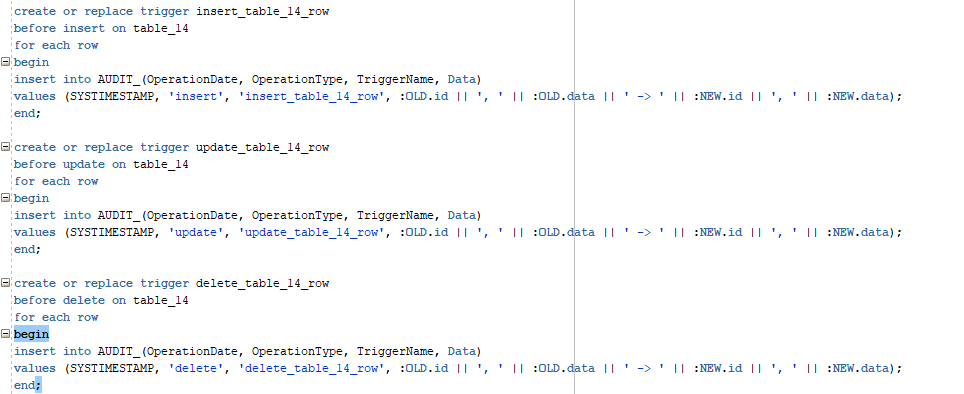 create or replace trigger insert_table_14_row
before insert on table_14
for each row
begin
insert into AUDIT_(OperationDate, OperationType, TriggerName, Data)
values (SYSTIMESTAMP, 'insert', 'insert_table_14_row', :OLD.id || ', ' || :OLD.data || ' -> ' || :NEW.id || ', ' || :NEW.data);
end;
create or replace trigger update_table_14_row
before update on table_14
for each row
begin
insert into AUDIT_(OperationDate, OperationType, TriggerName, Data)
values (SYSTIMESTAMP, 'update', 'update_table_14_row', :OLD.id || ', ' || :OLD.data || ' -> ' || :NEW.id || ', ' || :NEW.data);
end;
create or replace trigger delete_table_14_row
before delete on table_14
for each row
begin
insert into AUDIT_(OperationDate, OperationType, TriggerName, Data)
values (SYSTIMESTAMP, 'delete', 'delete_table_14_row', :OLD.id || ', ' || :OLD.data || ' -> ' || :NEW.id || ', ' || :NEW.data);
end;